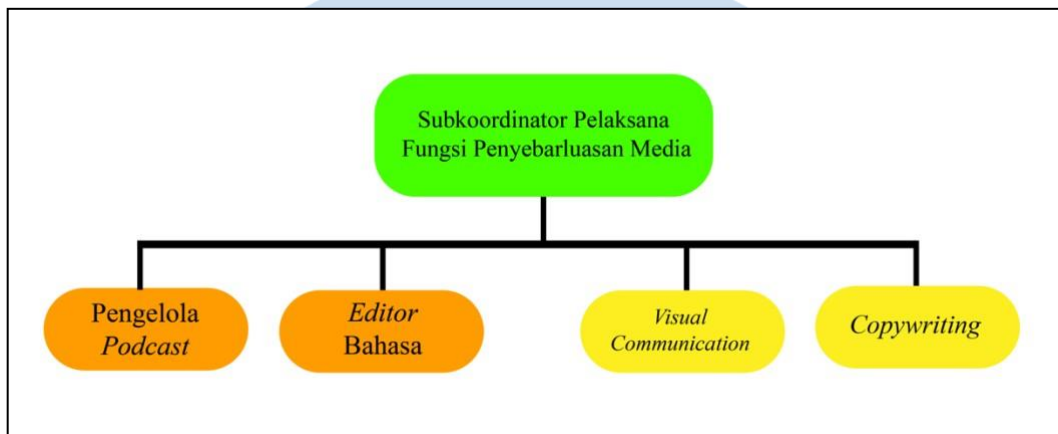 Subkoordinator Pelaksana
Fungsi Penyebarluasan Media
Pengelola
Podcast
Editor
Bahasa
Visual
Communication
Copywriting